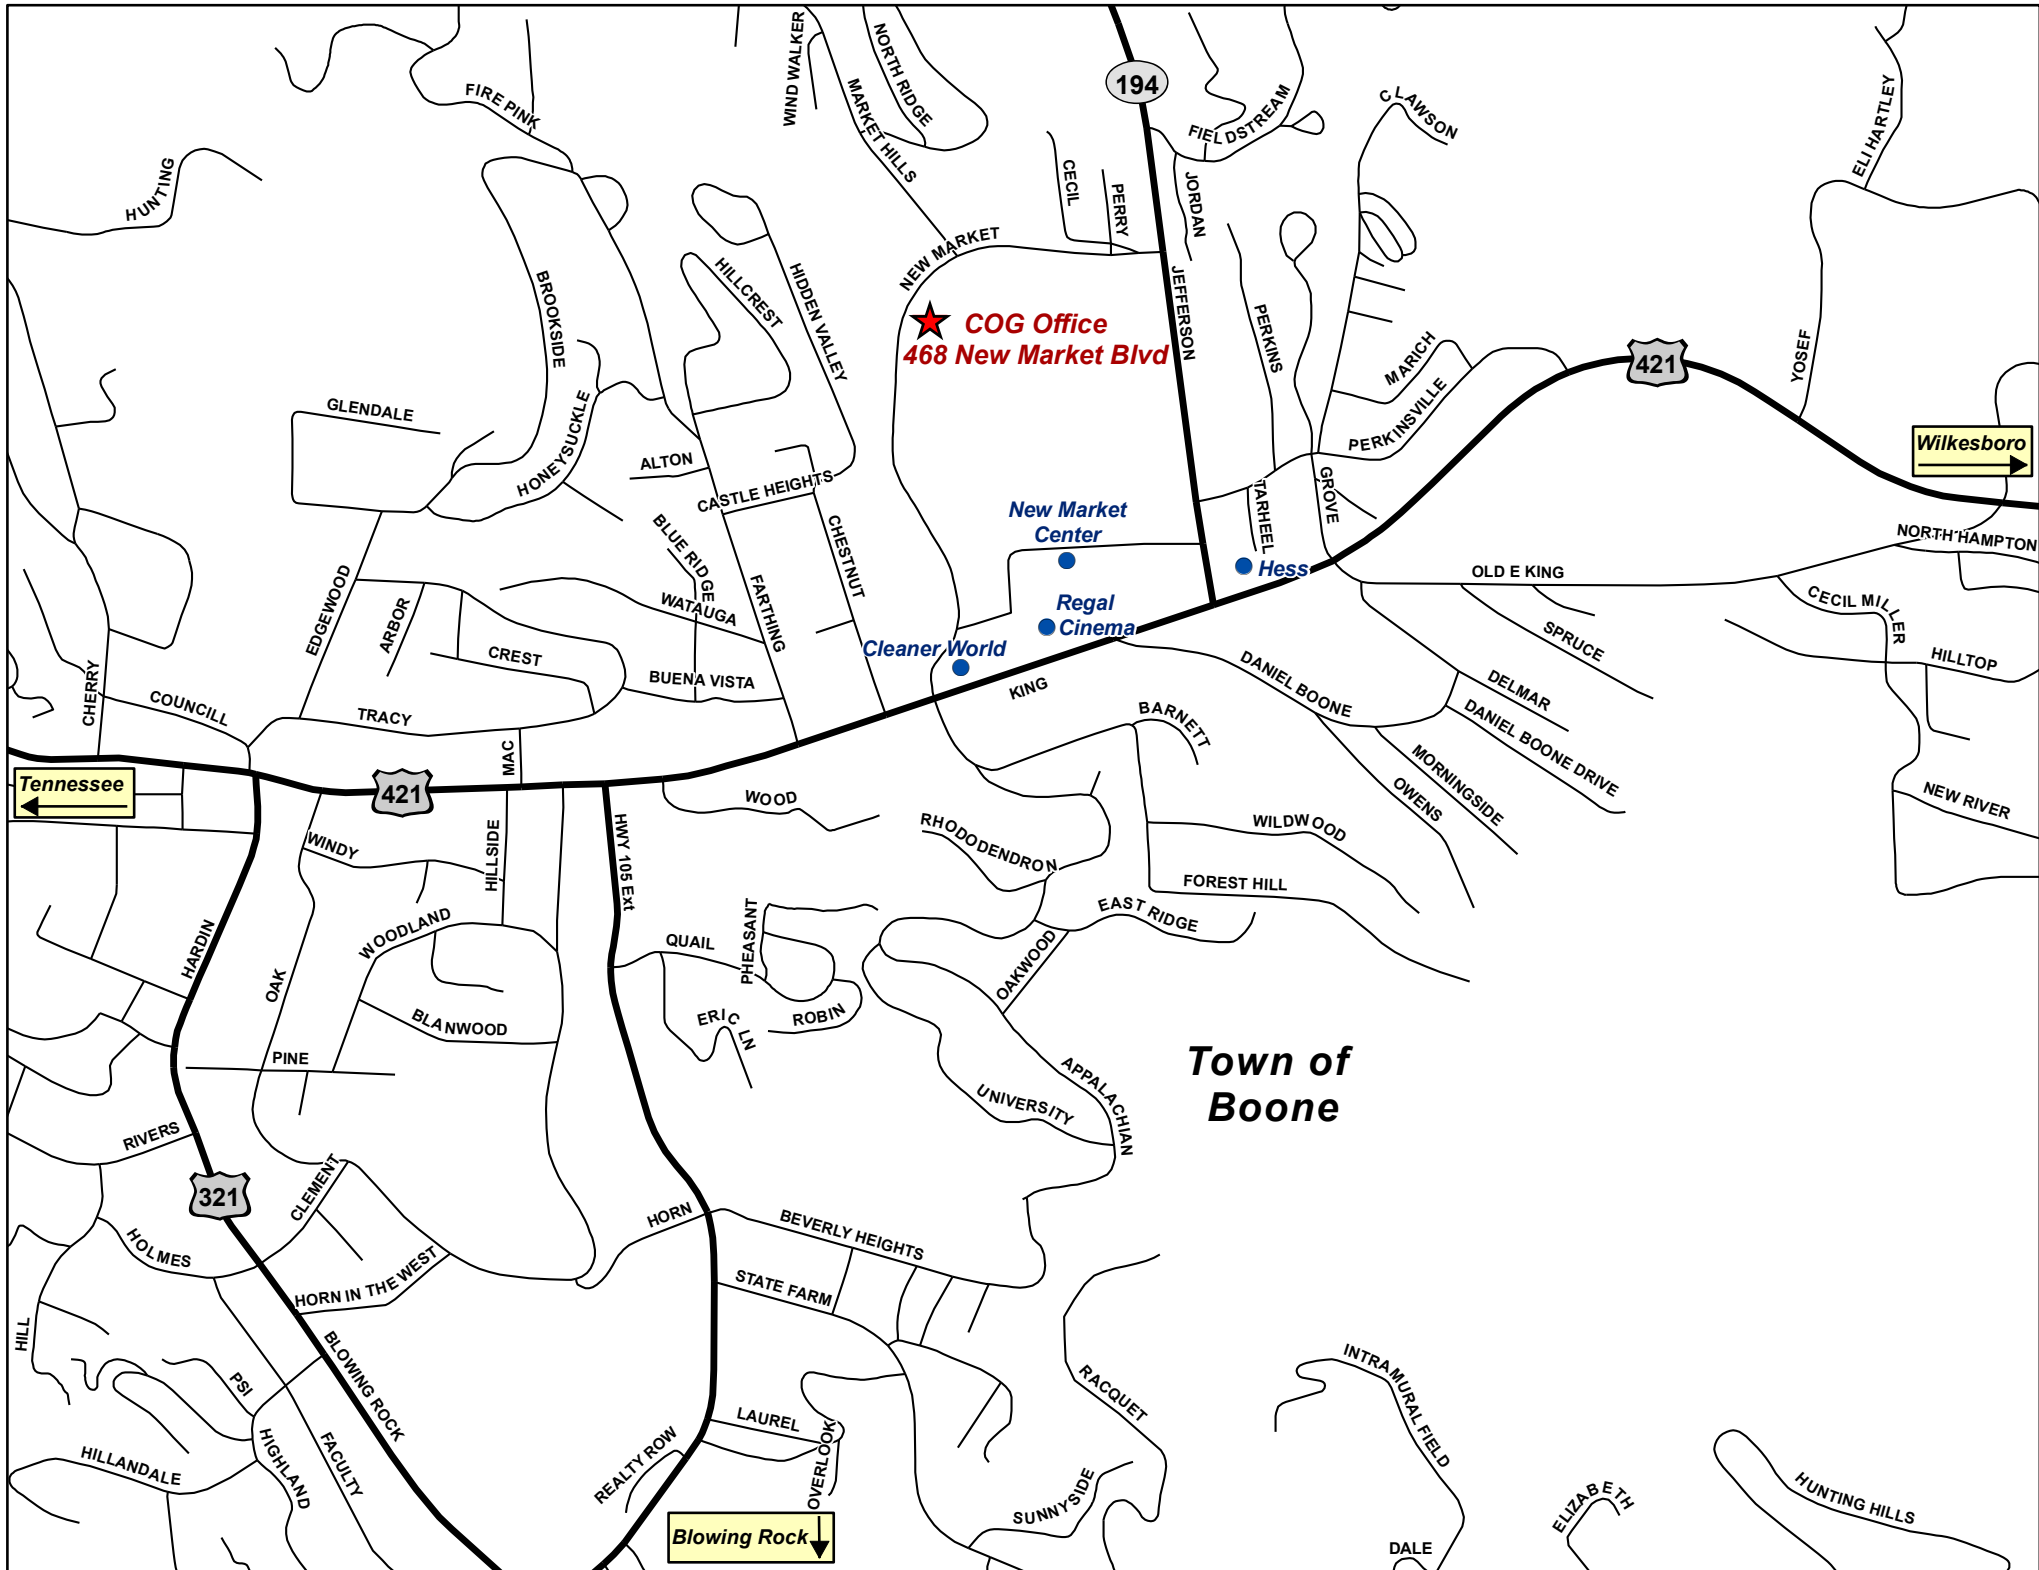 WIND WALKER
NORTH RIDGE
MARKET HILLS
194
FIELDSTREAM
CLAWSON
ELI HARTLEY
FIRE PINK
HUNTING
CECIL
PERRY
JORDAN
NEW MARKET
HILLCREST
HIDDEN VALLEY
BROOKSIDE
JEFFERSON
PERKINS
COG Office
468 New Market Blvd
MARICH
PERKINSVILLE
421
YOSEF
Wilkesboro
GLENDALE
HONEYSUCKLE
ALTON
CASTLE HEIGHTS
CHESTNUT
BLUE RIDGE
New Market
Center
TARHEEL
GROVE
Hess
OLD E KING
NORTH HAMPTON
CECIL MILLER
EDGEWOOD
ARBOR
WATAUGA
FARTHING
Regal
Cinema
Cleaner World
CREST
BUENA VISTA
KING
DANIEL BOONE
SPRUCE
HILLTOP
CHERRY
COUNCILL
TRACY
MAC
BARNETT
DELMAR
DANIEL BOONE DRIVE
MORNINGSIDE
OWENS
NEW RIVER
Tennessee
421
WOOD
WINDY
HILLSIDE
HWY 105 Ext
RHODODENDRON
WILDWOOD
FOREST HILL
EAST RIDGE
HARDIN
OAK
WOODLAND
QUAIL
PHEASANT
OAKWOOD
BLANWOOD
ERIC LN
ROBIN
PINE
APPALACHIAN
UNIVERSITY
Town of
Boone
RIVERS
321
CLEMENT
HORN
BEVERLY HEIGHTS
HOLMES
HORN IN THE WEST
STATE FARM
HILL
BLOWING ROCK
PSI
RACQUET
INTRAMURAL FIELD
LAUREL
OVERLOOK
REALTY ROW
HILLANDALE
HIGHLAND
FACULTY
SUNNYSIDE
ELIZABETH
HUNTING HILLS
Blowing Rock
DALE